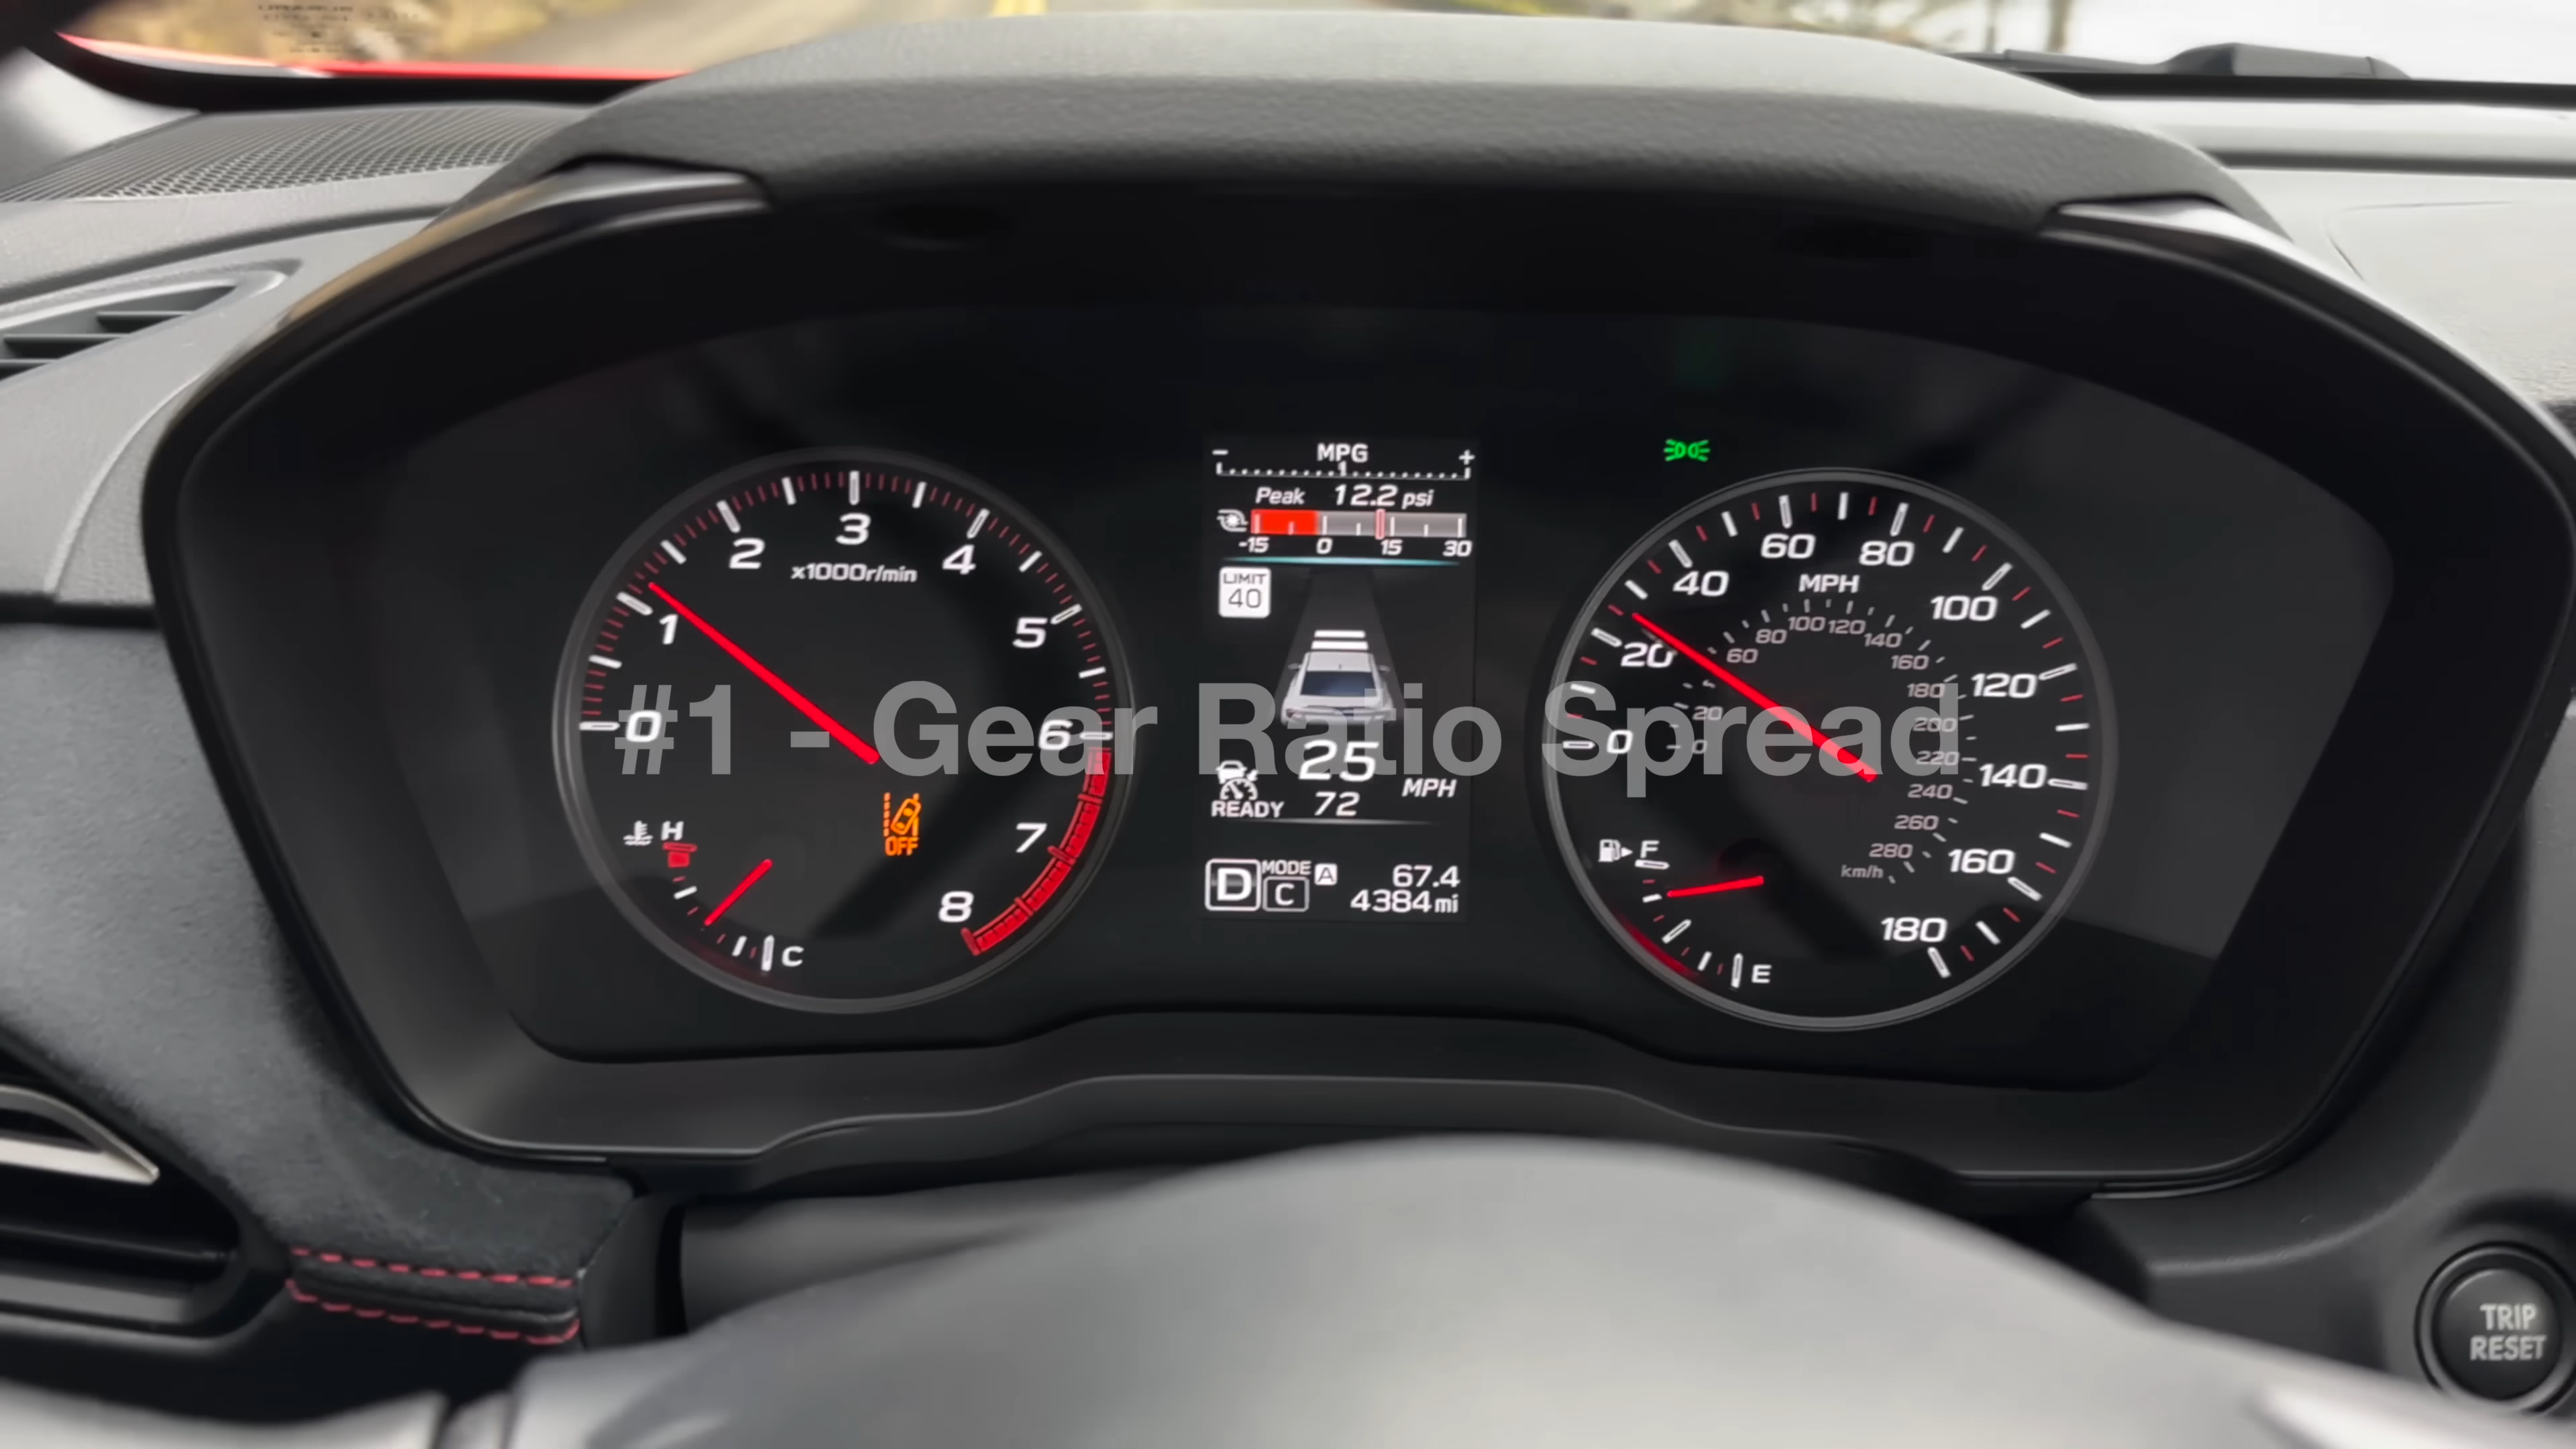 #1 - Gear Ratio Spread
0
1
2
3
4
5
6
7
8
x1000r/min
H
C
OFF
- MPG +
Peak 12.2 psi
-15 0 15 30
LIMIT
40
25 MPH
READY 72
D MODE C A
67.4
4384mi
0
20
40
60
80
100
120
140
160
180
MPH
0
20
60
80
100
120
140
160
180
200
220
240
260
280
km/h
F
E
TRIP
RESET